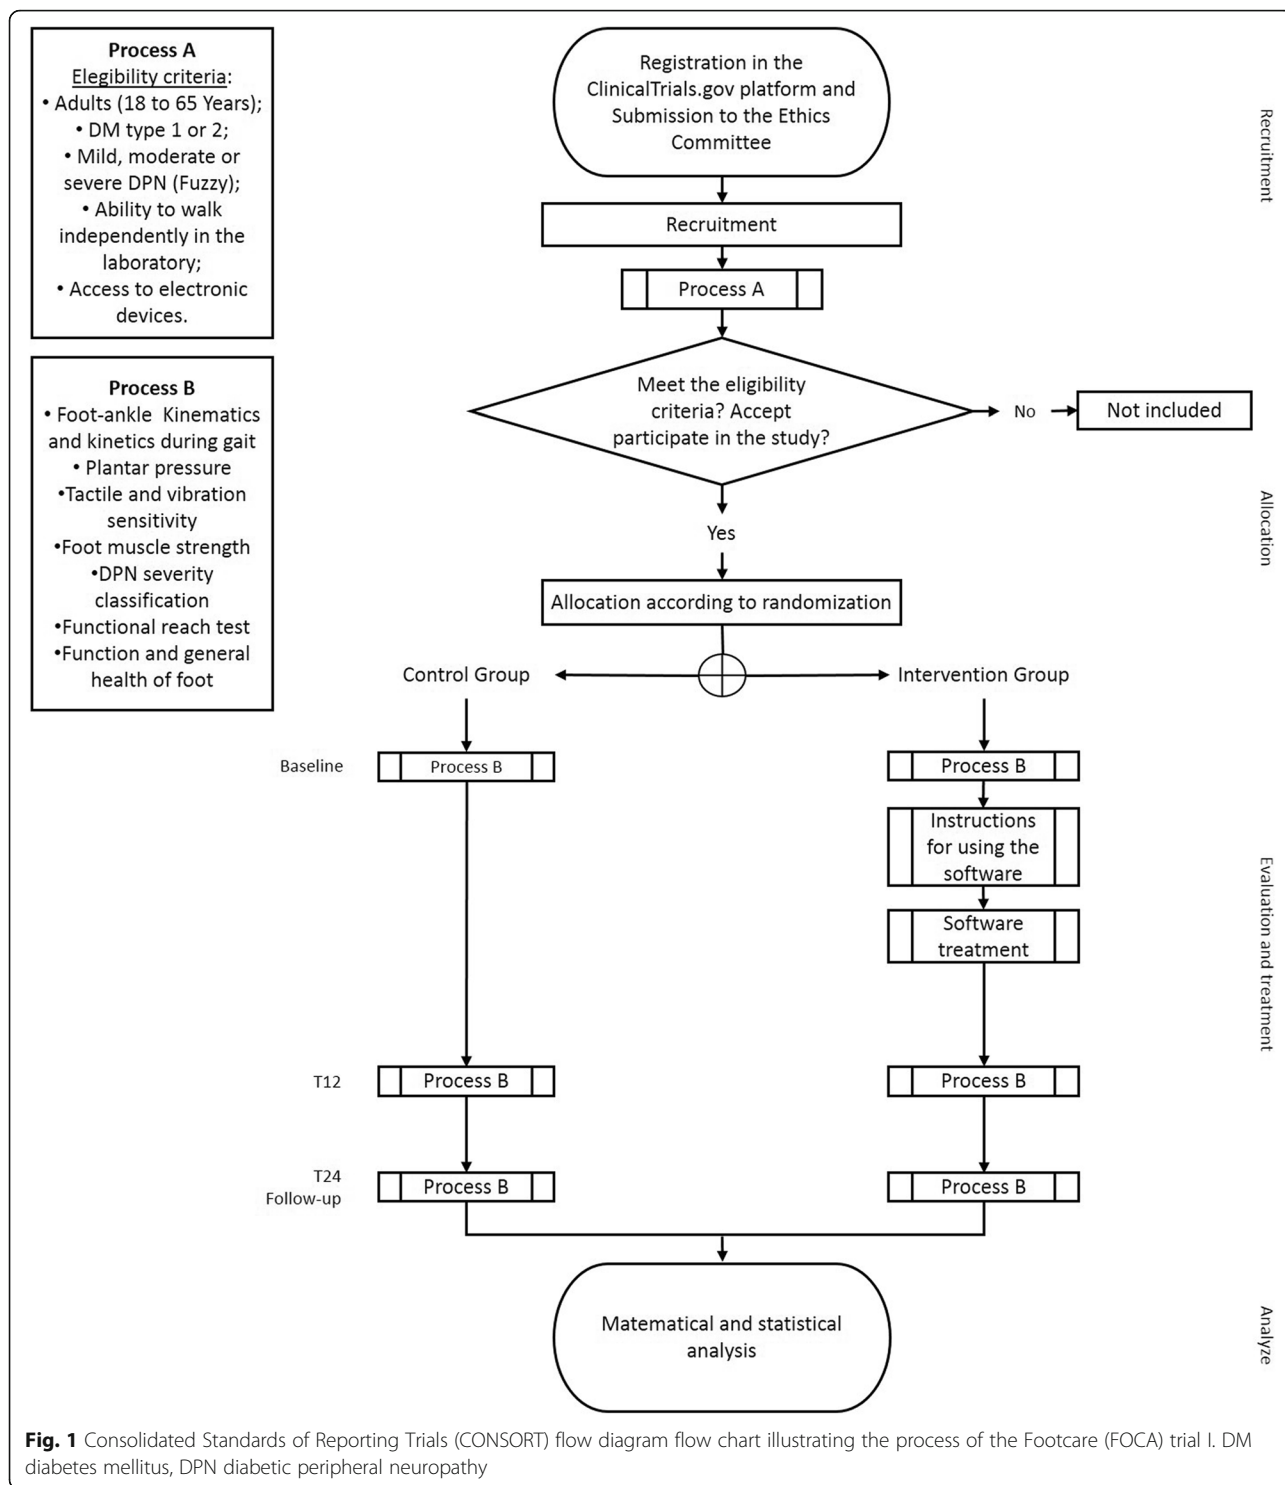 Process A
Elegibility criteria:
• Adults (18 to 65 Years);
• DM type 1 or 2;
• Mild, moderate or
severe DPN (Fuzzy);
• Ability to walk
independently in the
laboratory;
• Access to electronic
devices.
Process B
• Foot-ankle Kinematics
and kinetics during gait
• Plantar pressure
•Tactile and vibration
sensitivity
•Foot muscle strength
•DPN severity
classification
•Functional reach test
•Function and general
health of foot
Registration in the
ClinicalTrials.gov platform and
Submission to the Ethics
Committee
Recruitment
Recruitment
Process A
Meet the eligibility
criteria? Accept
participate in the study?
No
Not included
Allocation
Yes
Allocation according to randomization
Control Group
Intervention Group
Baseline
Process B
Process B
Instructions
for using the
software
Software
treatment
Evaluation and treatment
T12
Process B
Process B
T24
Follow-up
Process B
Process B
Matematical and statistical
analysis
Analyze
Fig. 1 Consolidated Standards of Reporting Trials (CONSORT) flow diagram flow chart illustrating the process of the Footcare (FOCA) trial I. DM
diabetes mellitus, DPN diabetic peripheral neuropathy